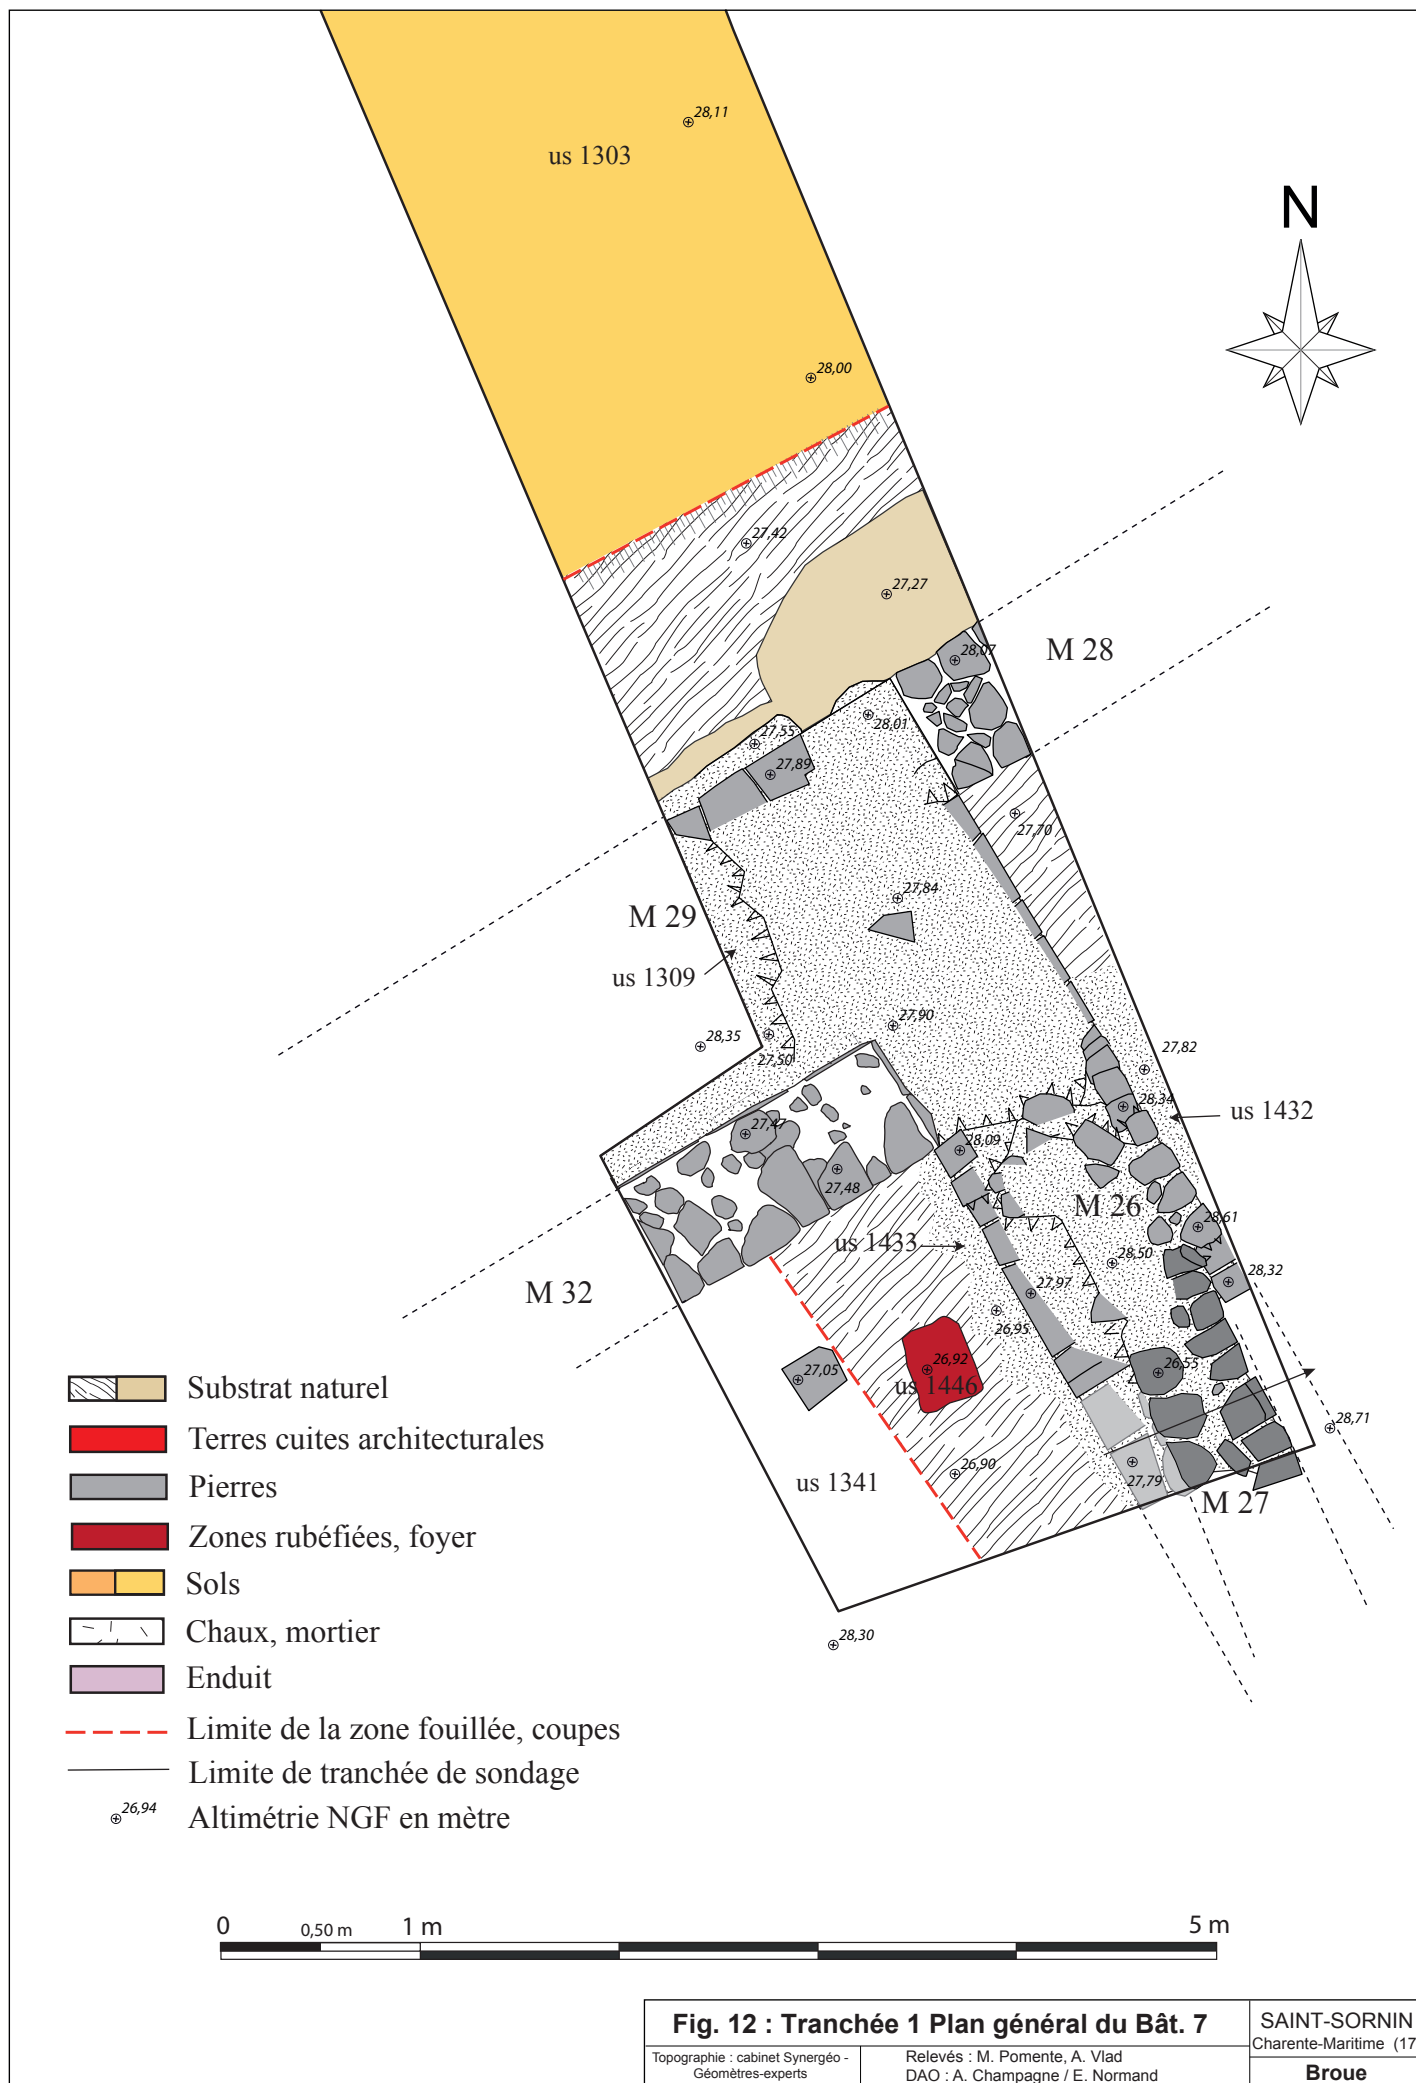 28,11
us 1303
N
28,00
27,42
27,27
M 28
28,07
28,01
27,55
27,89
27,70
27,84
M 29
us 1309
27,90
28,35
27,50
27,82
28,34
us 1432
27,47
28,09
27,48
M 26
28,61
us 1433
28,50
28,32
27,97
M 32
26,95
26,92
us 1446
27,05
26,55
28,71
26,90
27,79
us 1341
M 27
28,30
Substrat naturel
Terres cuites architecturales
Pierres
Zones rubéfiées, foyer
Sols
Chaux, mortier
Enduit
Limite de la zone fouillée, coupes
Limite de tranchée de sondage
26,94 Altimétrie NGF en mètre
0 0,50 m 1 m 5 m
Fig. 12 : Tranchée 1 Plan général du Bât. 7
Topographie : cabinet Synergéo -
Géomètres-experts
Relevés : M. Pomente, A. Vlad
DAO : A. Champagne / E. Normand
SAINT-SORNIN
Charente-Maritime (17
Broue